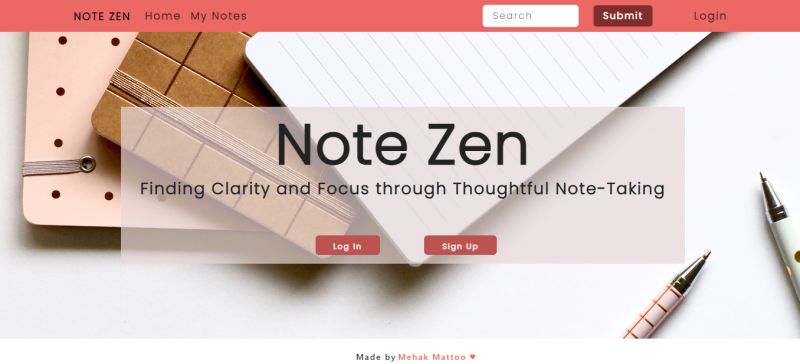 NOTE ZEN Home My Notes Search Submit Login
Note Zen
Finding Clarity and Focus through Thoughtful Note-Taking
Log In Sign Up
Made by Mehak Mattoo ♥